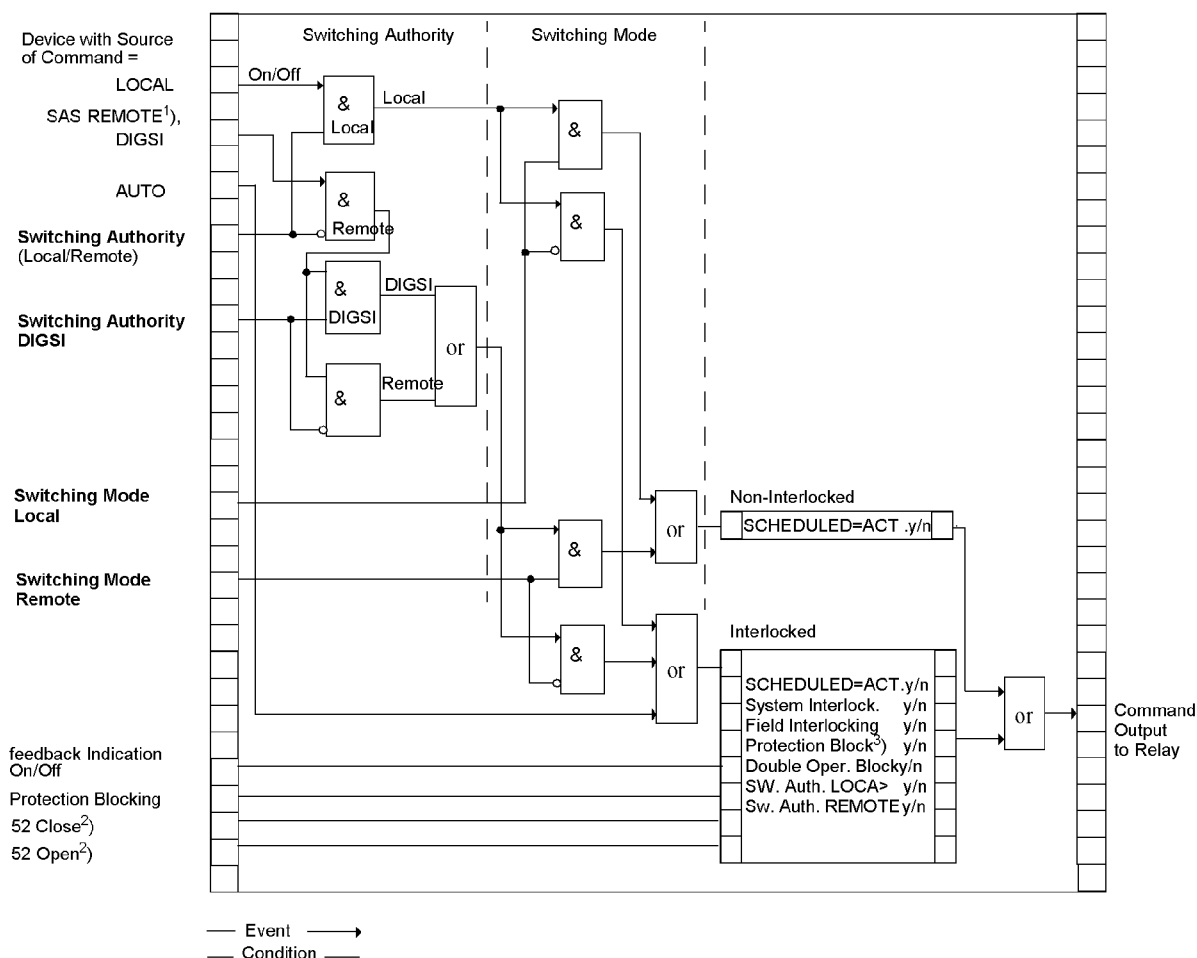 Switching Authority
Switching Mode
Device with Source
of Command =
LOCAL
On/Off
&
Local
Local
&
SAS REMOTE1),
DIGSI
AUTO
&
Remote
&
Switching Authority
(Local/Remote)
&
DIGSI
DIGSI
Switching Authority
DIGSI
or
&
Remote
Switching Mode
Local
Non-Interlocked
SCHEDULED=ACT .y/n
or
&
Switching Mode
Remote
Interlocked
&
or
SCHEDULED=ACT.y/n
System Interlock. y/n
Field Interlocking y/n
Protection Block3) y/n
Double Oper. Blocky/n
SW. Auth. LOCA> y/n
Sw. Auth. REMOTE y/n
or
Command
Output
to Relay
feedback Indication
On/Off
Protection Blocking
52 Close2)
52 Open2)
Event
Condition